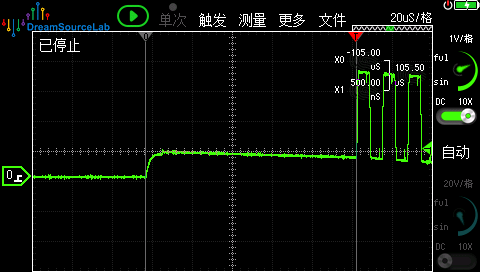 DreamSourceLab
单次 触发 测量 更多 文件 20uS/格
已停止
0
X0 -105.00 uS
105.50 uS
X1 500.00 nS
1V/格
ful
sin
DC 10X
自动
20V/格
ful
sin
DC 10X
0